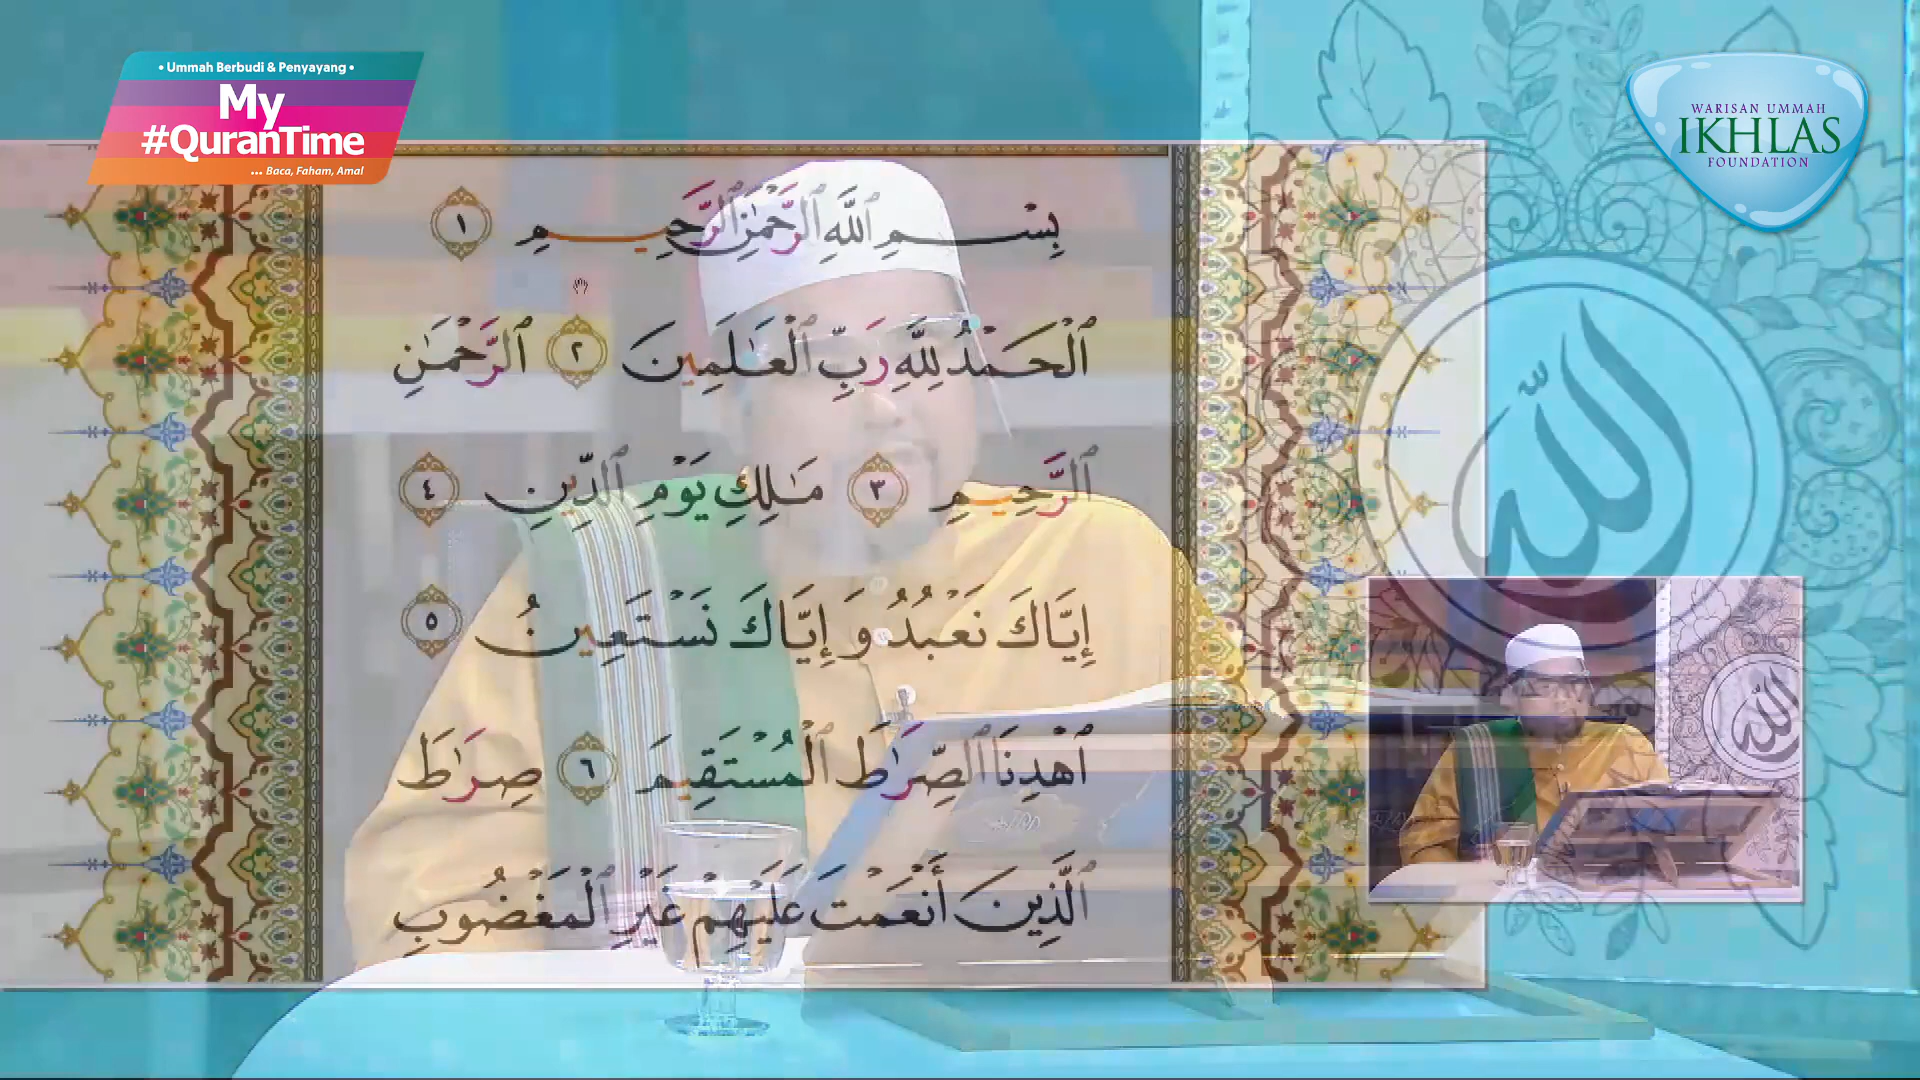 • Ummah Berbudi & Penyayang •
My
#QuranTime
... Baca, Faham, Amal
WARISAN UMMAH
IKHLAS
FOUNDATION
بِسْمِ ٱللَّهِ ٱلرَّحْمَٰنِ ٱلرَّحِيمِ ١
ٱلْحَمْدُ لِلَّهِ رَبِّ ٱلْعَٰلَمِينَ ٢ ٱلرَّحْمَٰنِ
ٱلرَّحِيمِ ٣ مَٰلِكِ يَوْمِ ٱلدِّينِ ٤
إِيَّاكَ نَعْبُدُ وَإِيَّاكَ نَسْتَعِينُ ٥
ٱهْدِنَا ٱلصِّرَٰطَ ٱلْمُسْتَقِيمَ ٦ صِرَٰطَ
ٱلَّذِينَ أَنْعَمْتَ عَلَيْهِمْ غَيْرِ ٱلْمَغْضُوبِ
الله
الله